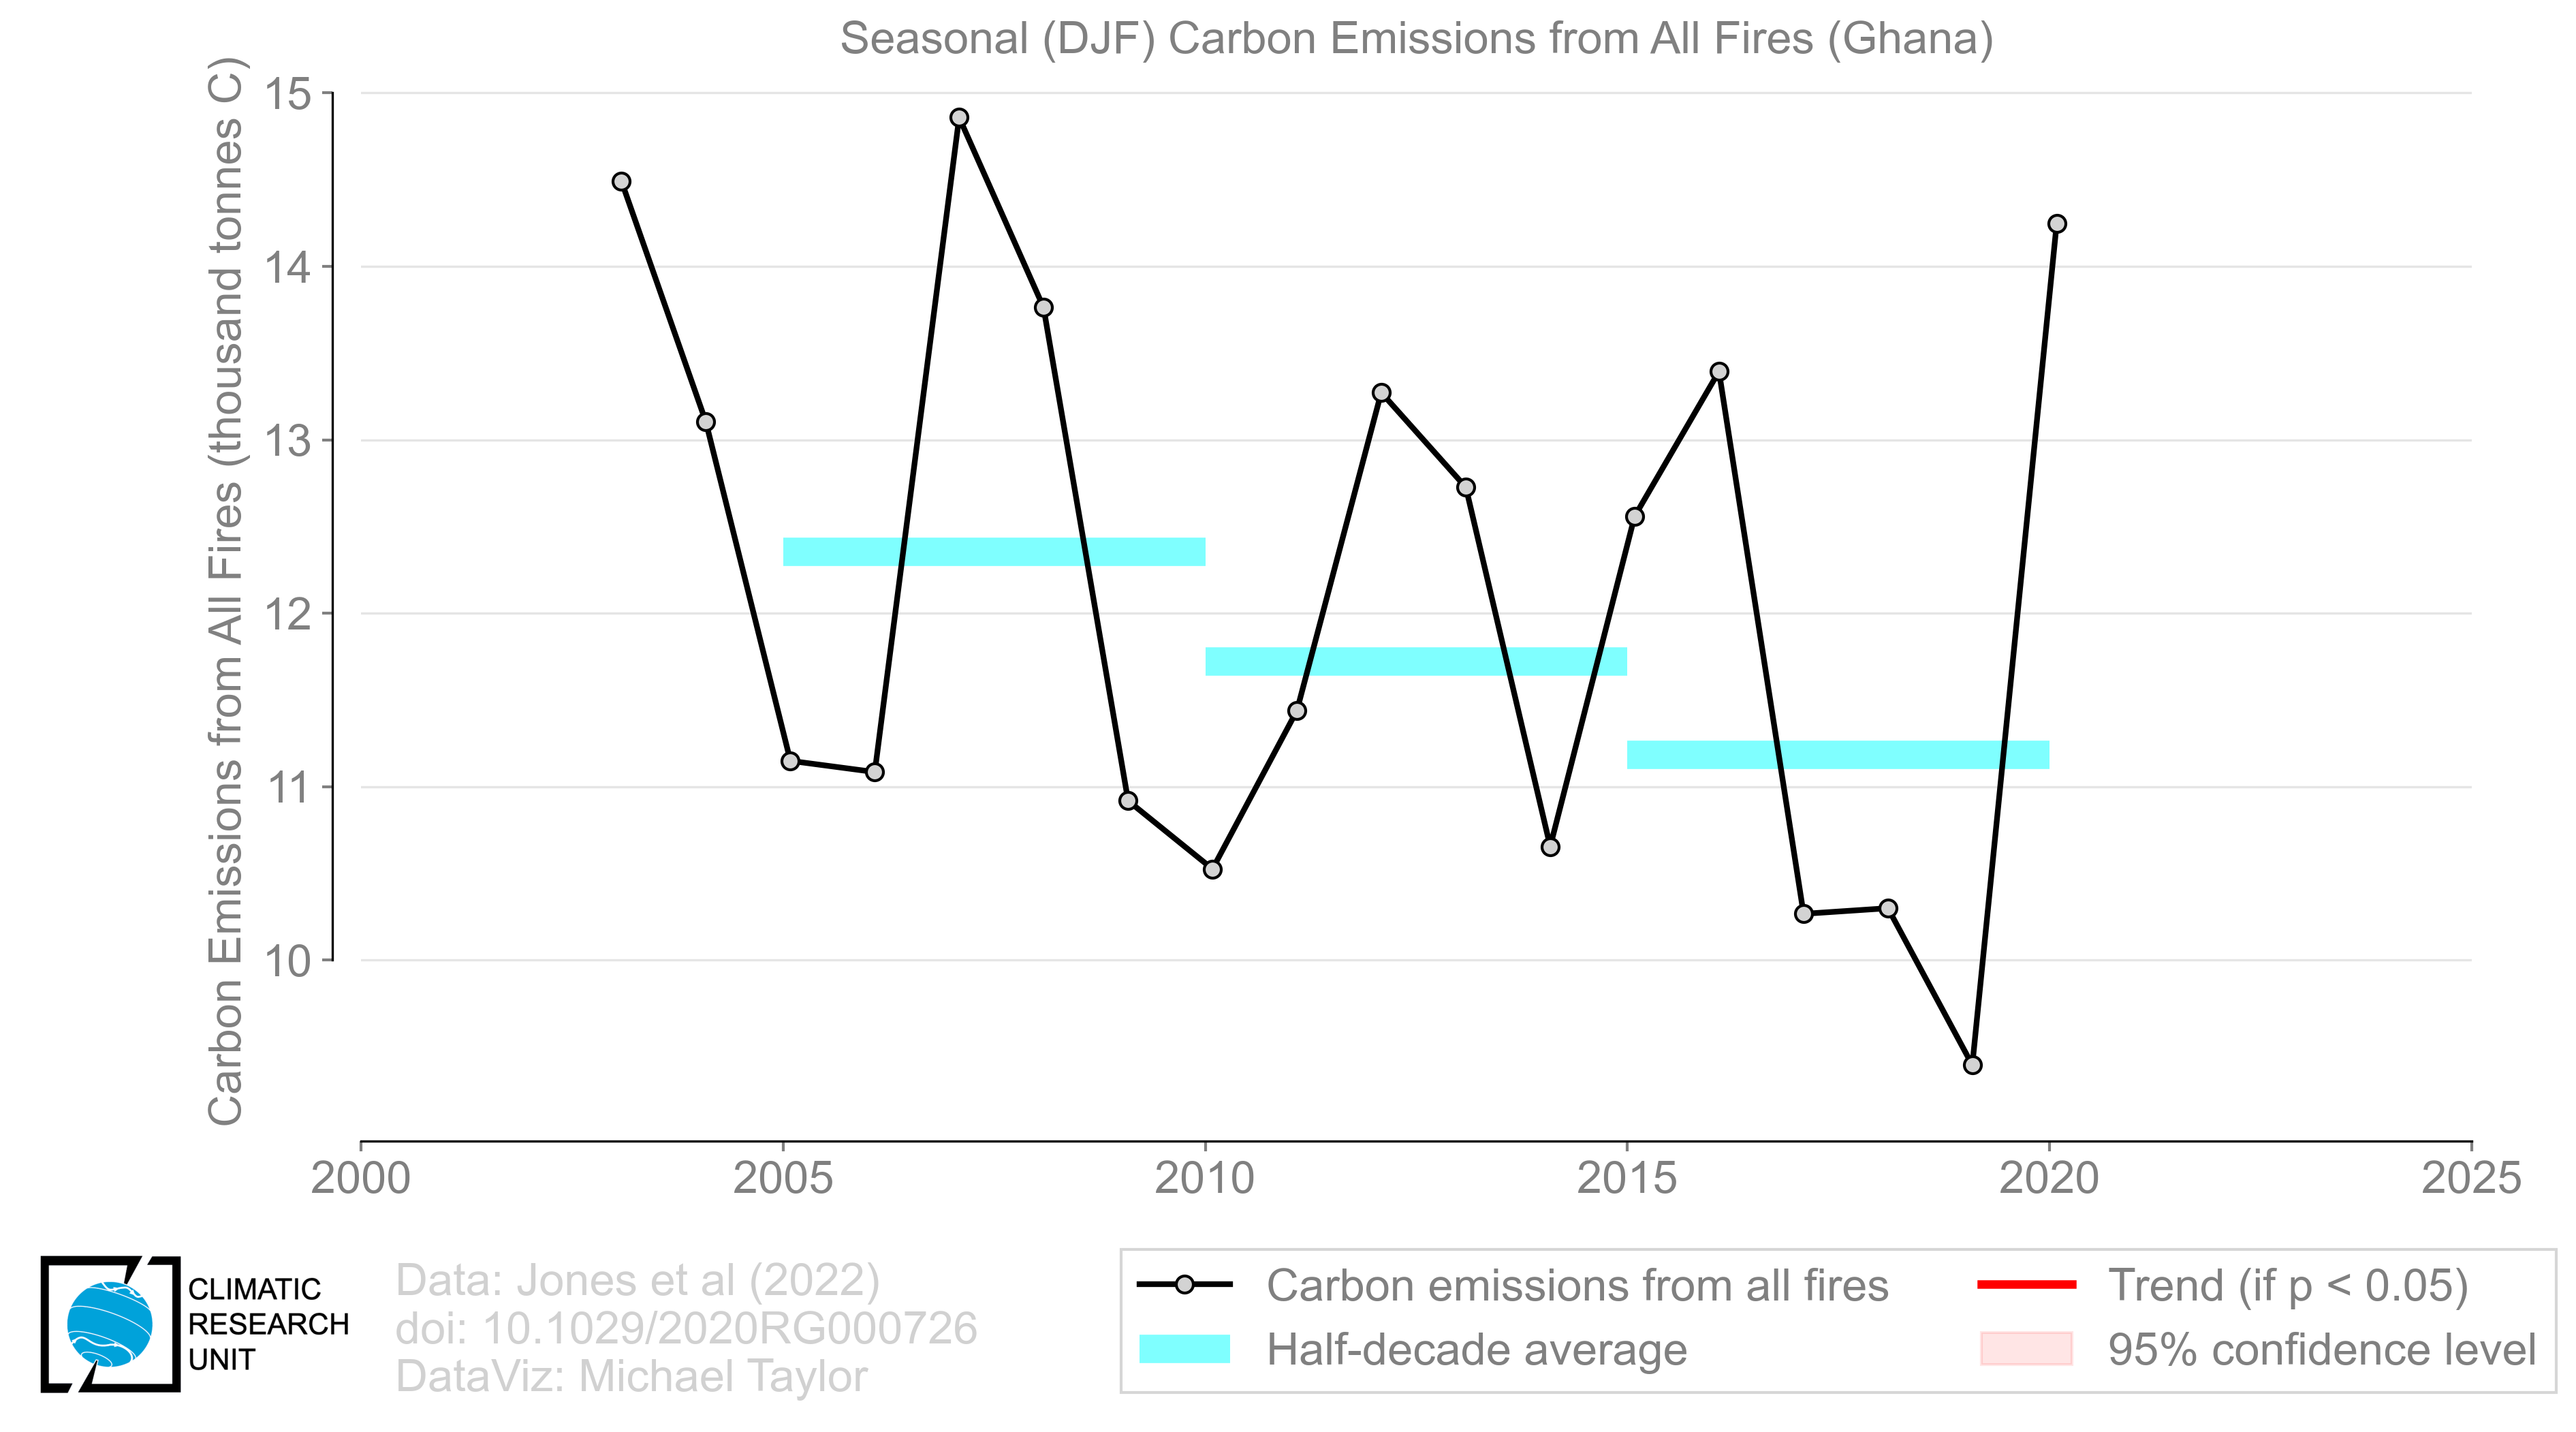 Seasonal (DJF) Carbon Emissions from All Fires (Ghana)
Carbon Emissions from All Fires (thousand tonnes C)
15
14
13
12
11
10
2000 2005 2010 2015 2020 2025
CLIMATIC
RESEARCH
UNIT
Data: Jones et al (2022)
doi: 10.1029/2020RG000726
DataViz: Michael Taylor
Carbon emissions from all fires
Half-decade average
Trend (if p < 0.05)
95% confidence level